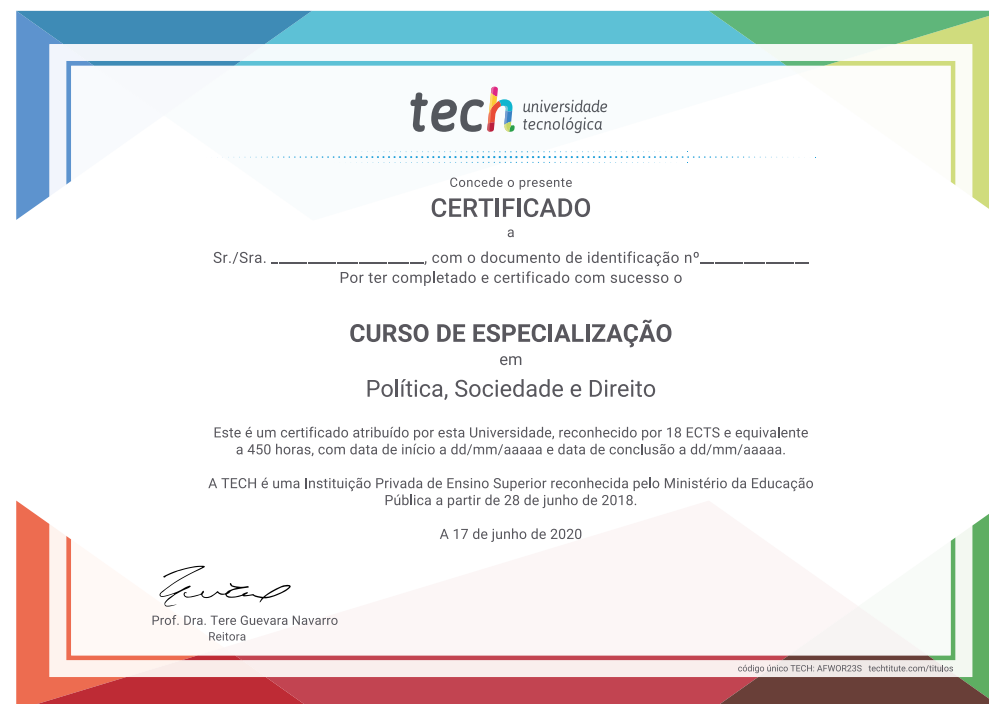 tech universidade
tecnológica
Concede o presente
CERTIFICADO
a
Sr./Sra. ____________________, com o documento de identificação nº______________
Por ter completado e certificado com sucesso o
CURSO DE ESPECIALIZAÇÃO
em
Política, Sociedade e Direito
Este é um certificado atribuído por esta Universidade, reconhecido por 18 ECTS e equivalente
a 450 horas, com data de início a dd/mm/aaaaa e data de conclusão a dd/mm/aaaaa.
A TECH é uma Instituição Privada de Ensino Superior reconhecida pelo Ministério da Educação
Pública a partir de 28 de junho de 2018.
A 17 de junho de 2020
Prof. Dra. Tere Guevara Navarro
Reitora
código único TECH: AFWOR23S techtitute.com/titulos